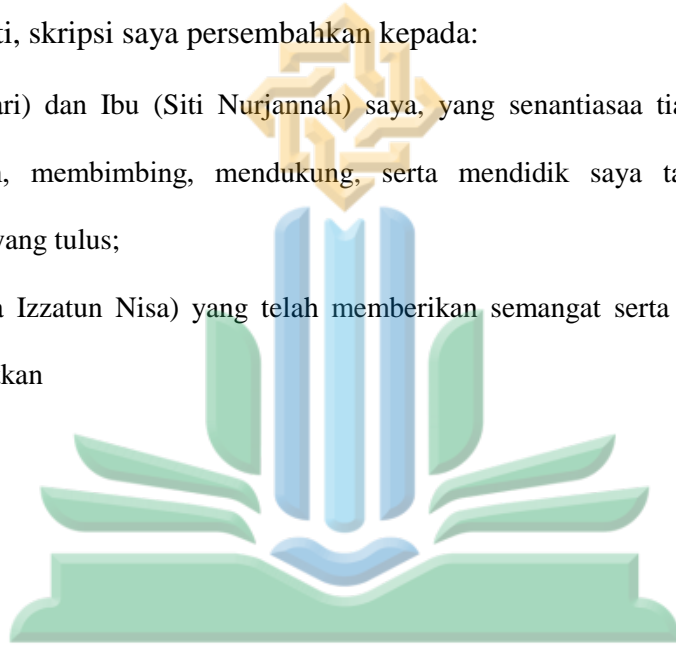 ti, skripsi saya persembahkan kepada:
ari) dan Ibu (Siti Nurjannah) saya, yang senantiasaa tia
n, membimbing, mendukung, serta mendidik saya ta
yang tulus;
a Izzatun Nisa) yang telah memberikan semangat serta
akan